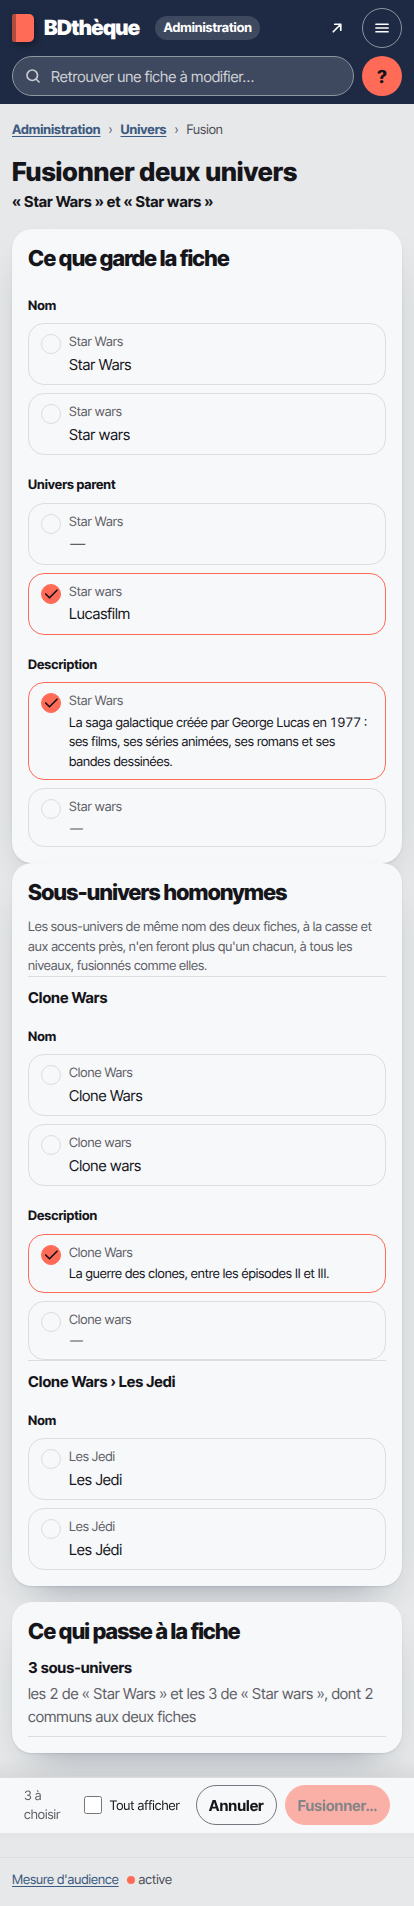 BDthèque Administration
Retrouver une fiche à modifier... ?
Administration › Univers › Fusion
Fusionner deux univers
« Star Wars » et « Star wars »
Ce que garde la fiche
Nom
Star Wars
Star Wars
Star wars
Star wars
Univers parent
Star Wars
—
Star wars
Lucasfilm
Description
Star Wars
La saga galactique créée par George Lucas en 1977 :
ses films, ses séries animées, ses romans et ses
bandes dessinées.
Star wars
—
Sous-univers homonymes
Les sous-univers de même nom des deux fiches, à la casse et
aux accents près, n'en feront plus qu'un chacun, à tous les
niveaux, fusionnés comme elles.
Clone Wars
Nom
Clone Wars
Clone Wars
Clone wars
Clone wars
Description
Clone Wars
La guerre des clones, entre les épisodes II et III.
Clone wars
—
Clone Wars › Les Jedi
Nom
Les Jedi
Les Jedi
Les Jédi
Les Jédi
Ce qui passe à la fiche
3 sous-univers
les 2 de « Star Wars » et les 3 de « Star wars », dont 2
communs aux deux fiches
3 à
choisir
Tout afficher Annuler Fusionner...
Mesure d'audience active